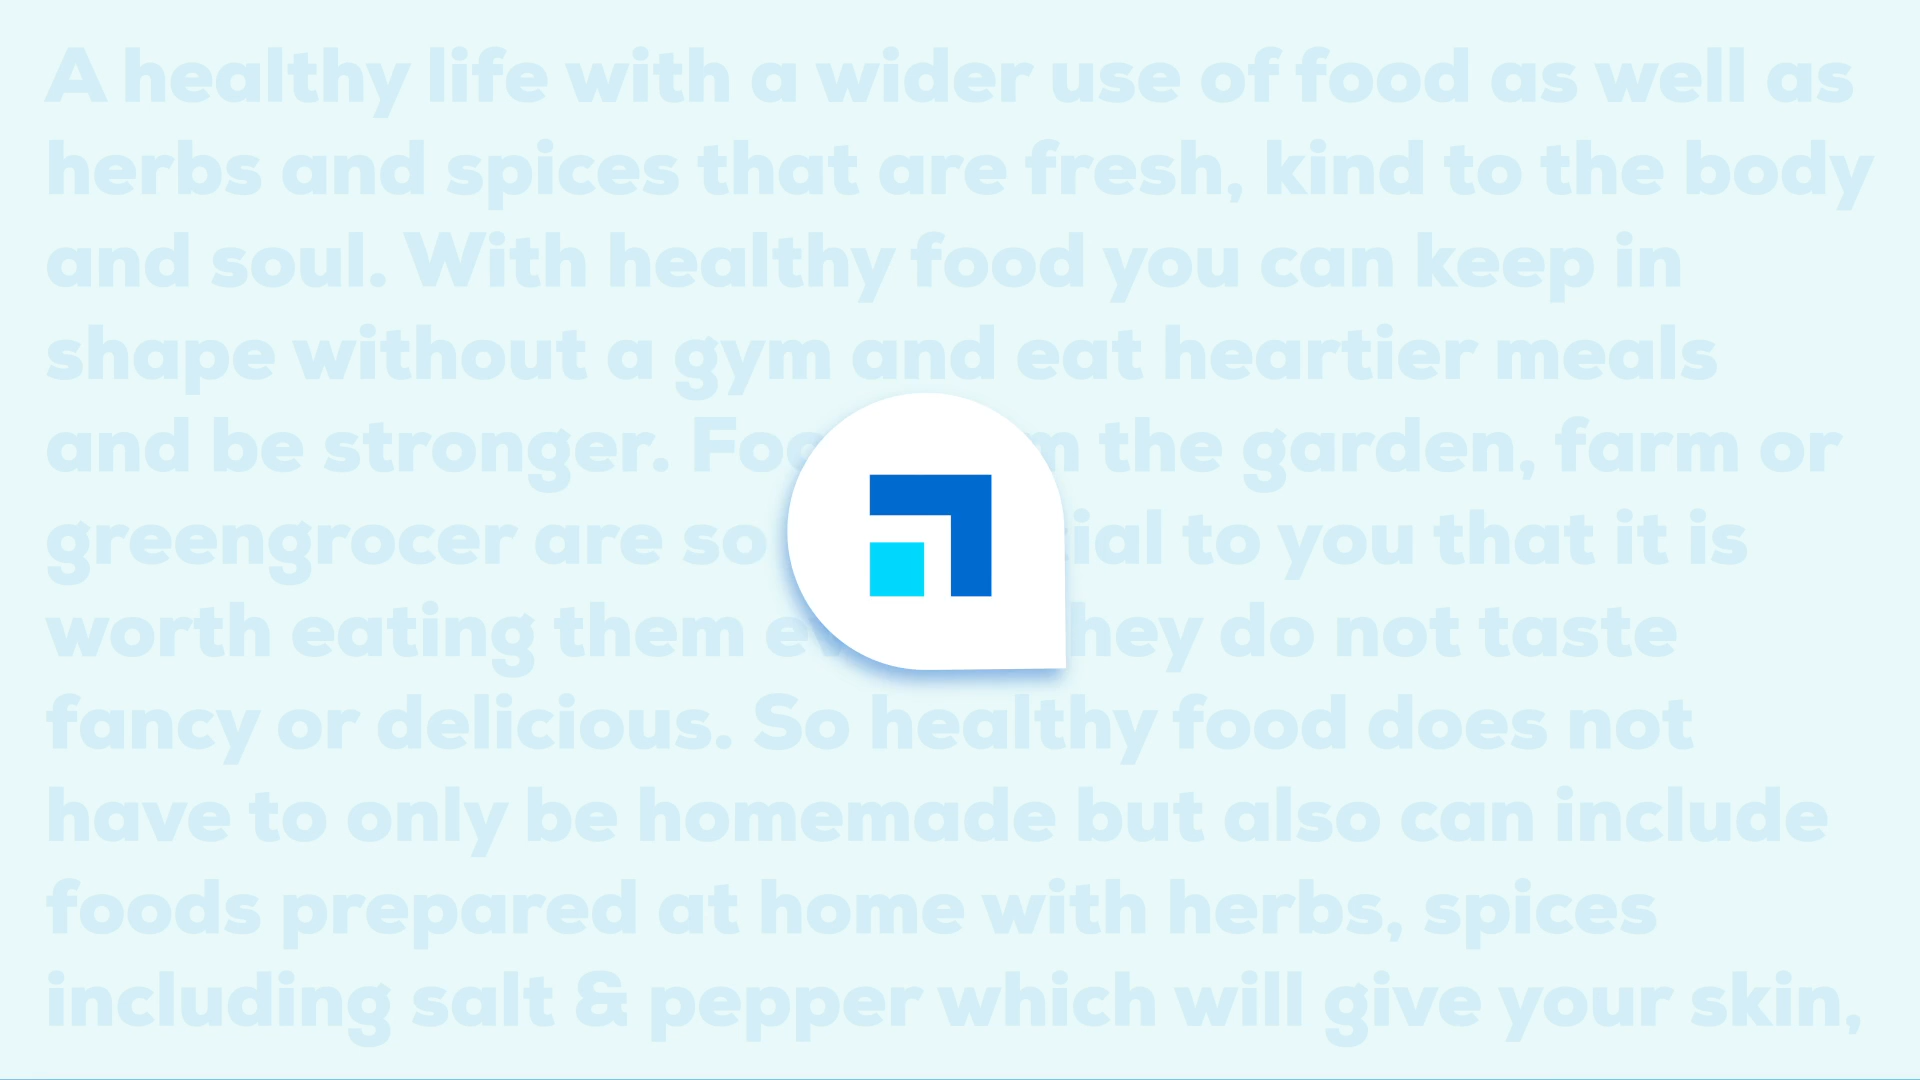 A healthy life with a wider use of food as well as
herbs and spices that are fresh, kind to the body
and soul. With healthy food you can keep in
shape without a gym and eat heartier meals
and be stronger. the garden, farm or
greengrocer are so to you that it is
worth eating them do not taste
fancy or delicious. So healthy food does not
have to only be homemade but also can include
foods prepared at home with herbs, spices
including salt & pepper which will give your skin,